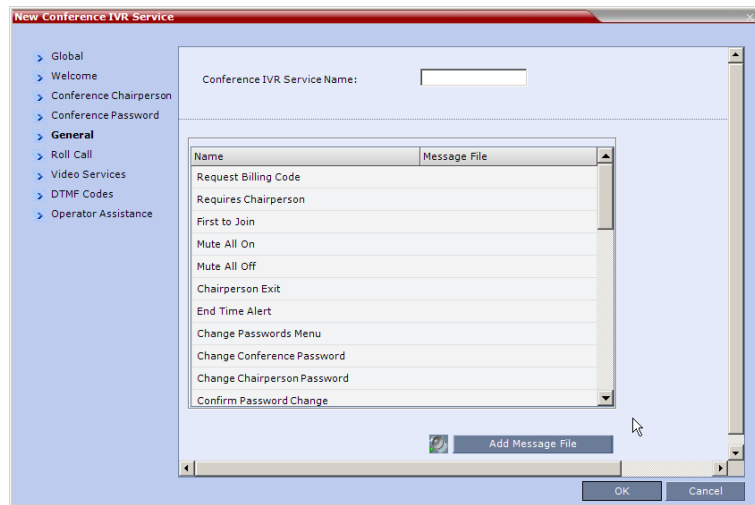 New Conference IVR Service
Global
Welcome
Conference Chairperson
Conference Password
General
Roll Call
Video Services
DTMF Codes
Operator Assistance
Conference IVR Service Name:
Name Message File
Request Billing Code
Requires Chairperson
First to Join
Mute All On
Mute All Off
Chairperson Exit
End Time Alert
Change Passwords Menu
Change Conference Password
Change Chairperson Password
Confirm Password Change
Add Message File
OK Cancel